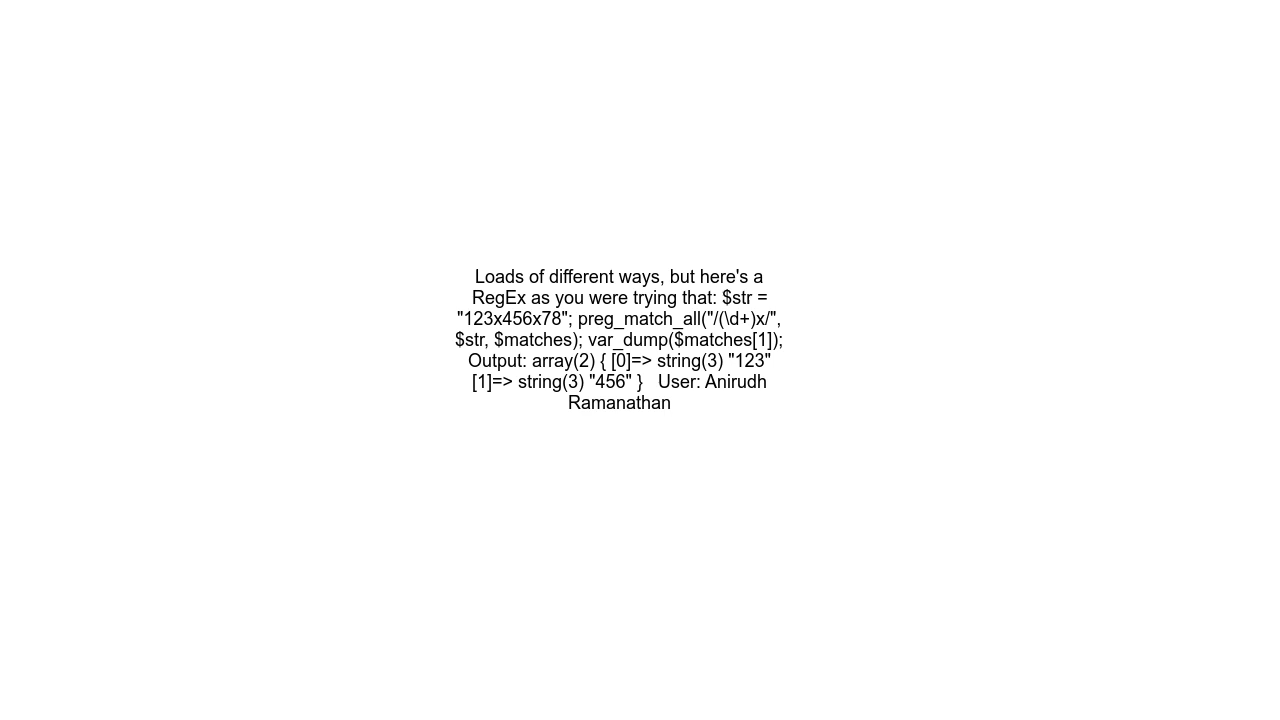 Loads of different ways, but here's a
RegEx as you were trying that: $str =
"123x456x78"; preg_match_all("/(\d+)x/",
$str, $matches); var_dump($matches[1]);
Output: array(2) { [0]=> string(3) "123"
[1]=> string(3) "456" }   User: Anirudh
Ramanathan